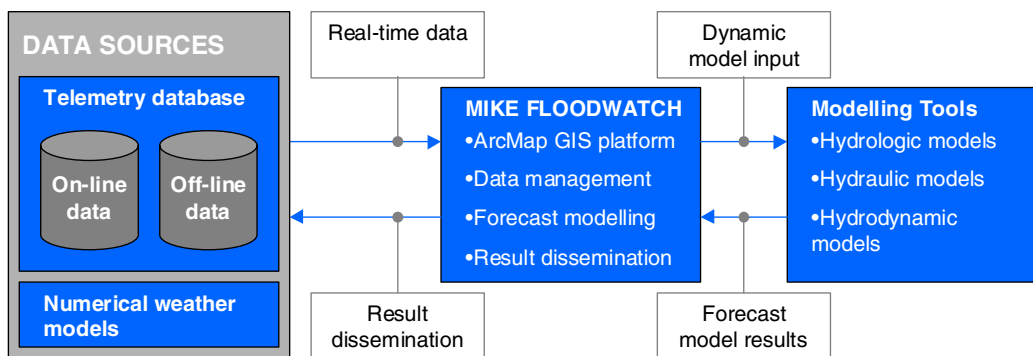 DATA SOURCES
Telemetry database
On-line
data
Off-line
data
Numerical weather
models
Real-time data
Result
dissemination
MIKE FLOODWATCH
•ArcMap GIS platform
•Data management
•Forecast modelling
•Result dissemination
Dynamic
model input
Forecast
model results
Modelling Tools
•Hydrologic models
•Hydraulic models
•Hydrodynamic
models